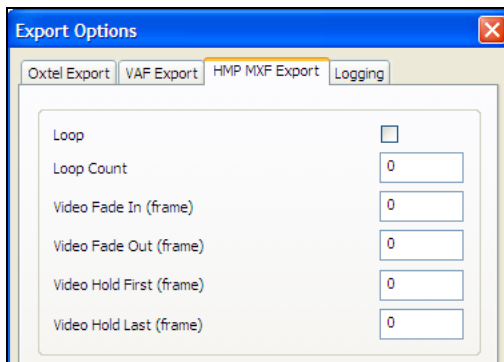 Export Options
Oxtel Export VAF Export HMP MXF Export Logging
Loop
Loop Count 0
Video Fade In (frame) 0
Video Fade Out (frame) 0
Video Hold First (frame) 0
Video Hold Last (frame) 0